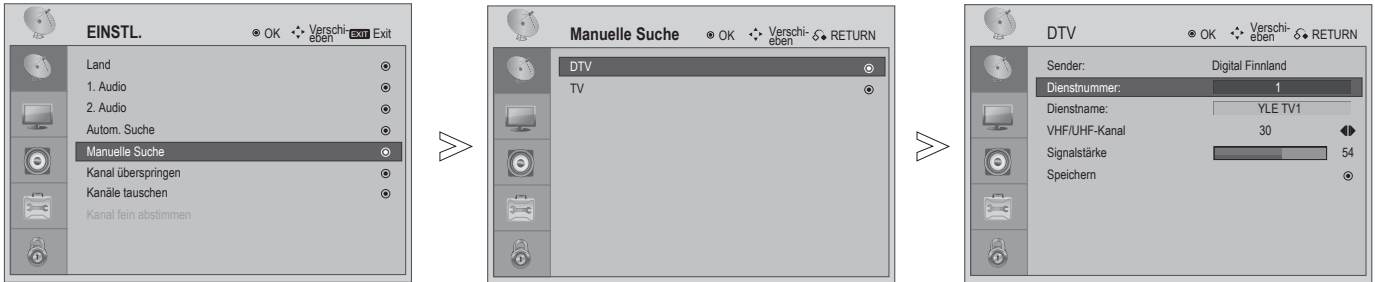 EINSTL.
OK Verschi-eben EXIT Exit
Land
1. Audio
2. Audio
Autom. Suche
Manuelle Suche
Kanal überspringen
Kanäle tauschen
Kanal fein abstimmen
Manuelle Suche
OK Verschi-eben RETURN
DTV
TV
DTV
OK Verschi-eben RETURN
Sender: Digital Finnland
Dienstnummer: 1
Dienstname: YLE TV1
VHF/UHF-Kanal 30
Signalstärke 54
Speichern